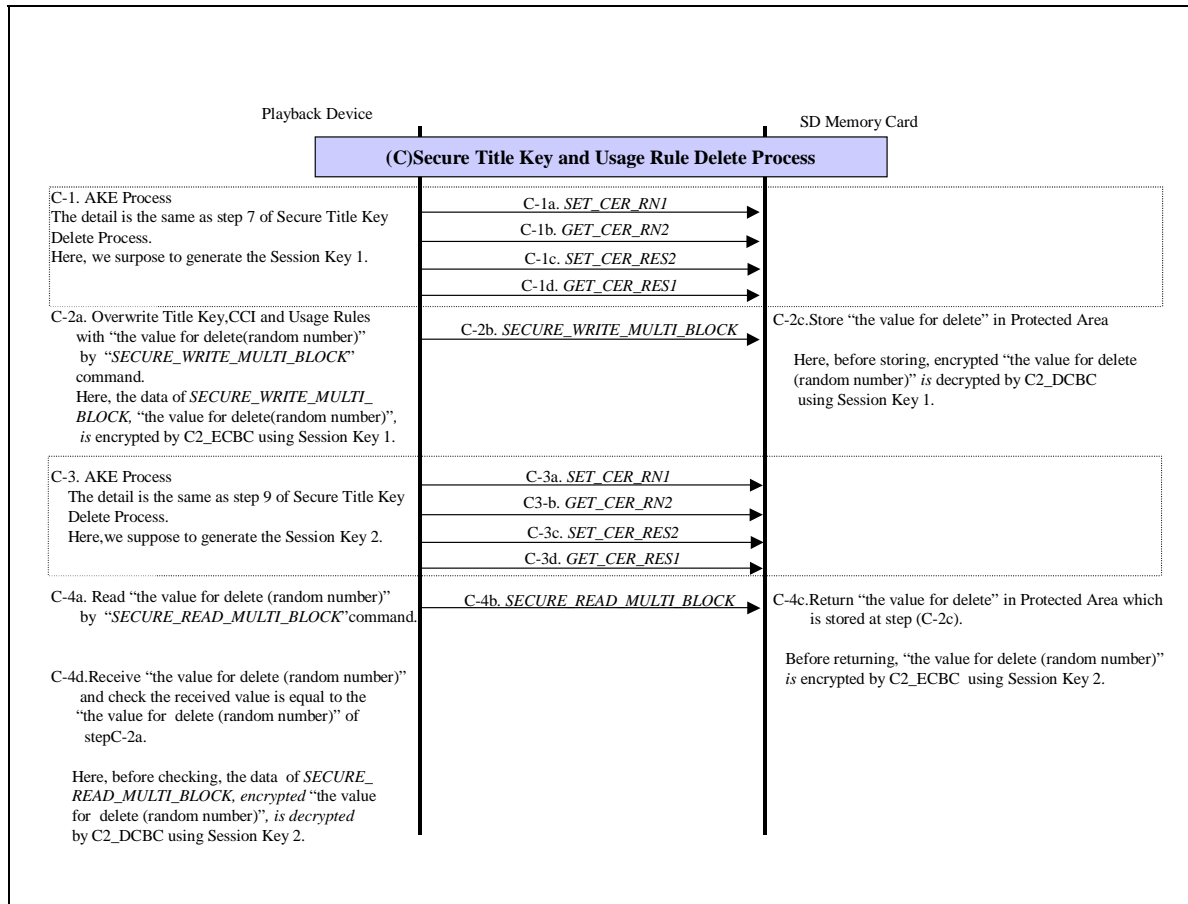 Playback Device
SD Memory Card
(C)Secure Title Key and Usage Rule Delete Process
C-1. AKE Process
The detail is the same as step 7 of Secure Title Key
Delete Process.
Here, we surpose to generate the Session Key 1.
C-1a. SET_CER_RN1
C-1b. GET_CER_RN2
C-1c. SET_CER_RES2
C-1d. GET_CER_RES1
C-2a. Overwrite Title Key,CCI and Usage Rules
with “the value for delete(random number)”
by “SECURE_WRITE_MULTI_BLOCK”
command.
Here, the data of SECURE_WRITE_MULTI_
BLOCK, “the value for delete(random number)”,
is encrypted by C2_ECBC using Session Key 1.
C-2b. SECURE_WRITE_MULTI_BLOCK
C-2c.Store “the value for delete” in Protected Area
Here, before storing, encrypted “the value for delete
(random number)” is decrypted by C2_DCBC
using Session Key 1.
C-3. AKE Process
The detail is the same as step 9 of Secure Title Key
Delete Process.
Here,we suppose to generate the Session Key 2.
C-3a. SET_CER_RN1
C3-b. GET_CER_RN2
C-3c. SET_CER_RES2
C-3d. GET_CER_RES1
C-4a. Read “the value for delete (random number)”
by “SECURE_READ_MULTI_BLOCK”command.
C-4b. SECURE_READ_MULTI_BLOCK
C-4c.Return “the value for delete” in Protected Area which
is stored at step (C-2c).
Before returning, “the value for delete (random number)”
is encrypted by C2_ECBC using Session Key 2.
C-4d.Receive “the value for delete (random number)”
and check the received value is equal to the
“the value for delete (random number)” of
stepC-2a.
Here, before checking, the data of SECURE_
READ_MULTI_BLOCK, encrypted “the value
for delete (random number)”, is decrypted
by C2_DCBC using Session Key 2.